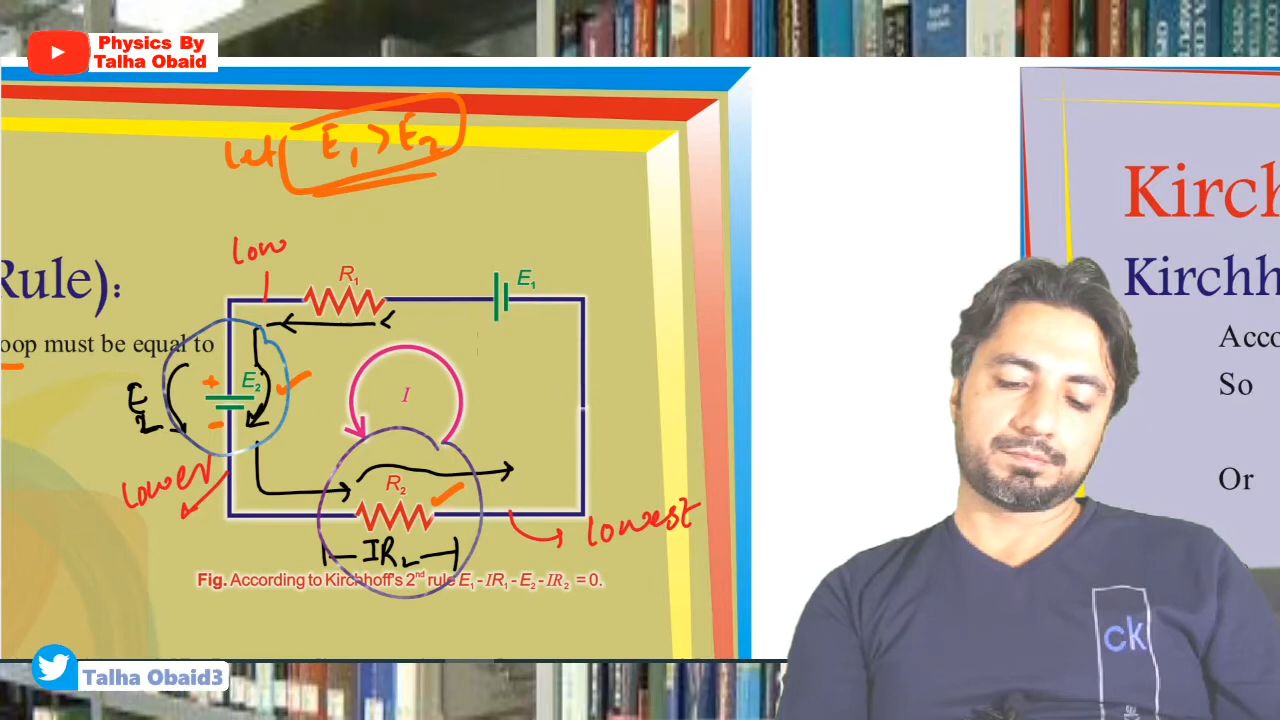 Physics By
Talha Obaid
let E₁ > E₂
Kirch
Rule):
Kirchh
low
R₁
E₁
oop must be equal to
Acco
So
E₂
+
E₂
-
I
lower
R₂
Or
lowest
IR₂
Fig. According to Kirchhoff's 2nd rule E₁ - IR₁ - E₂ - IR₂ = 0.
ck
Talha Obaid3